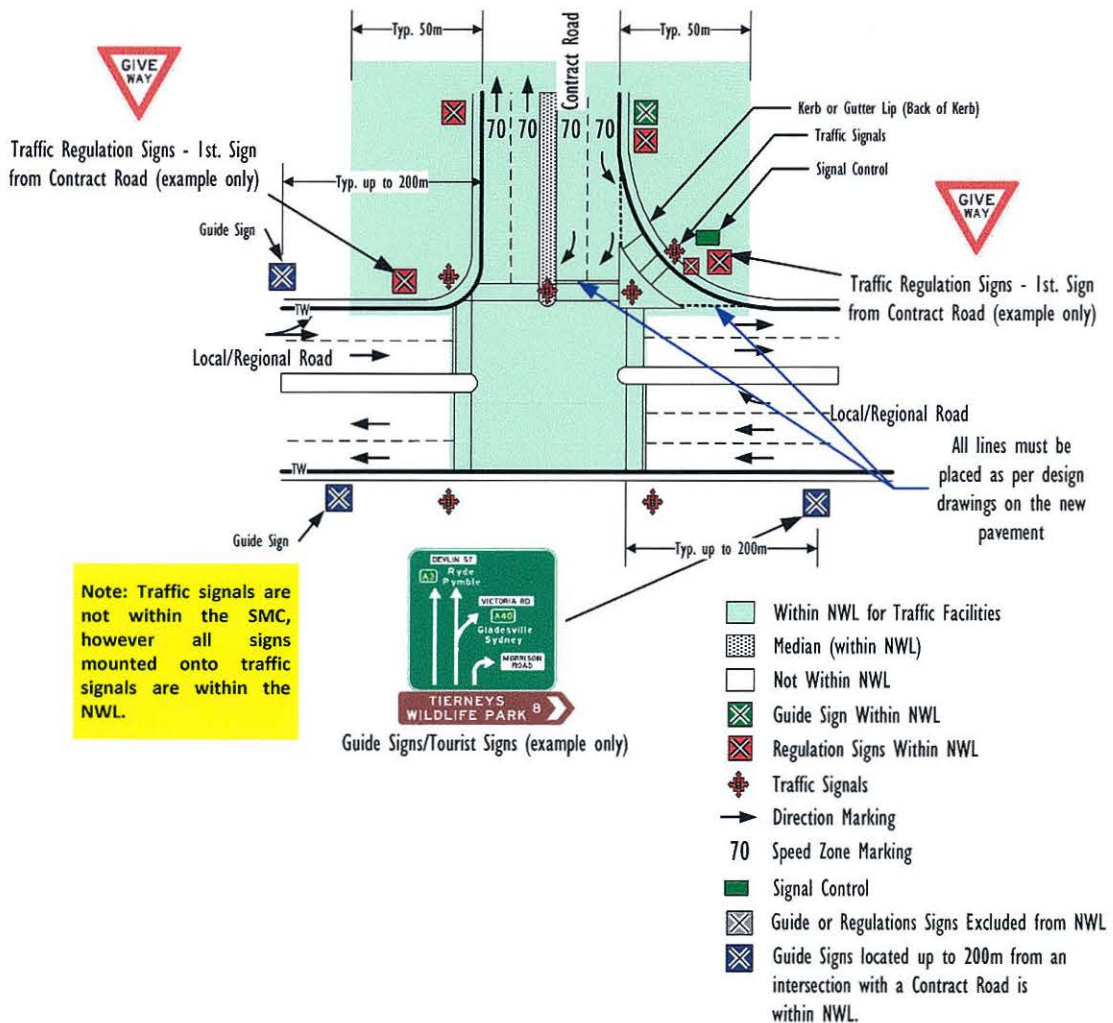 Typ. 50m
Contract Road
Typ. 50m
GIVE
WAY
70
70
70
70
Kerb or Gutter Lip (Back of Kerb)
Traffic Signals
Signal Control
Traffic Regulation Signs - 1st. Sign
from Contract Road (example only)
Typ. up to 200m
Guide Sign
GIVE
WAY
Traffic Regulation Signs - 1st. Sign
from Contract Road (example only)
TW
Local/Regional Road
Local/Regional Road
All lines must be
placed as per design
drawings on the new
pavement
TW
Guide Sign
Typ. up to 200m
Note: Traffic signals are
not within the SMC,
however all signs
mounted onto traffic
signals are within the
NWL.
DEVLIN ST
A3 Ryde
Pymble
VICTORIA RD
A40
Gladesville
Sydney
MORRISON
ROAD
TIERNEYS
WILDLIFE PARK 8
Guide Signs/Tourist Signs (example only)
Within NWL for Traffic Facilities
Median (within NWL)
Not Within NWL
Guide Sign Within NWL
Regulation Signs Within NWL
Traffic Signals
Direction Marking
70 Speed Zone Marking
Signal Control
Guide or Regulations Signs Excluded from NWL
Guide Signs located up to 200m from an
intersection with a Contract Road is
within NWL.